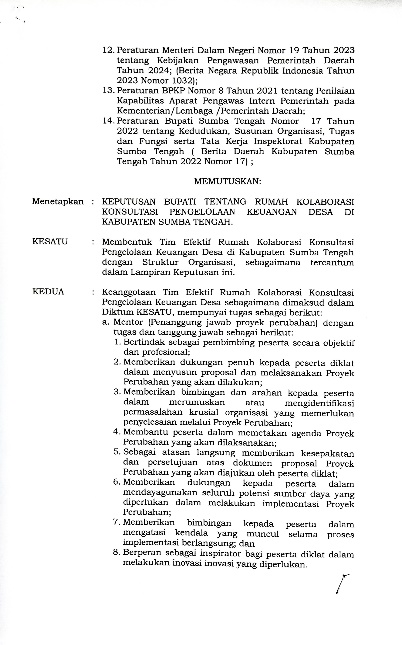 12. Peraturan Menteri Dalam Negeri Nomor 19 Tahun 2023
tentang Kebijakan Pengawasan Pemerintah Daerah
Tahun 2024; (Berita Negara Republik Indonesia Tahun
2023 Nomor 1032);
13. Peraturan BPKP Nomor 8 Tahun 2021 tentang Penilaian
Kapabilitas Aparat Pengawas Intern Pemerintah pada
Kementerian/Lembaga /Pemerintah Daerah;
14. Peraturan Bupati Sumba Tengah Nomor 17 Tahun
2022 tentang Kedudukan, Susunan Organisasi, Tugas
dan Fungsi serta Tata Kerja Inspektorat Kabupaten
Sumba Tengah ( Berita Daerah Kabupaten Sumba
Tengah Tahun 2022 Nomor 17) ;
MEMUTUSKAN:
Menetapkan : KEPUTUSAN BUPATI TENTANG RUMAH KOLABORASI
KONSULTASI PENGELOLAAN KEUANGAN DESA DI
KABUPATEN SUMBA TENGAH.
KESATU : Membentuk Tim Efektif Rumah Kolaborasi Konsultasi
Pengelolaan Keuangan Desa di Kabupaten Sumba Tengah
dengan Struktur Organisasi, sebagaimana tercantum
dalam Lampiran Keputusan ini.
KEDUA : Keanggotaan Tim Efektif Rumah Kolaborasi Konsultasi
Pengelolaan Keuangan Desa sebagaimana dimaksud dalam
Diktum KESATU, mempunyai tugas sebagai berikut:
a. Mentor (Penanggung jawab proyek perubahan) dengan
tugas dan tanggung jawab sebagai berikut:
1. Bertindak sebagai pembimbing peserta secara objektif
dan profesional;
2. Memberikan dukungan penuh kepada peserta diklat
dalam menyusun proposal dan melaksanakan Proyek
Perubahan yang akan dilakukan;
3. Memberikan bimbingan dan arahan kepada peserta
dalam merumuskan atau mengidentifikasi
permasalahan krusial organisasi yang memerlukan
penyelesaian melalui Proyek Perubahan;
4. Membantu peserta dalam memetakan agenda Proyek
Perubahan yang akan dilaksanakan;
5. Sebagai atasan langsung memberikan kesepakatan
dan persetujuan atas dokumen proposal Proyek
Perubahan yang akan diajukan oleh peserta diklat;
6. Memberikan dukungan kepada peserta dalam
mendayagunakan seluruh potensi sumber daya yang
diperlukan dalam melakukan implementasi Proyek
Perubahan;
7. Memberikan bimbingan kepada peserta dalam
mengatasi kendala yang muncul selama proses
implementasi berlangsung; dan
8. Berperan sebagai inspirator bagi peserta diklat dalam
melakukan inovasi inovasi yang diperlukan.